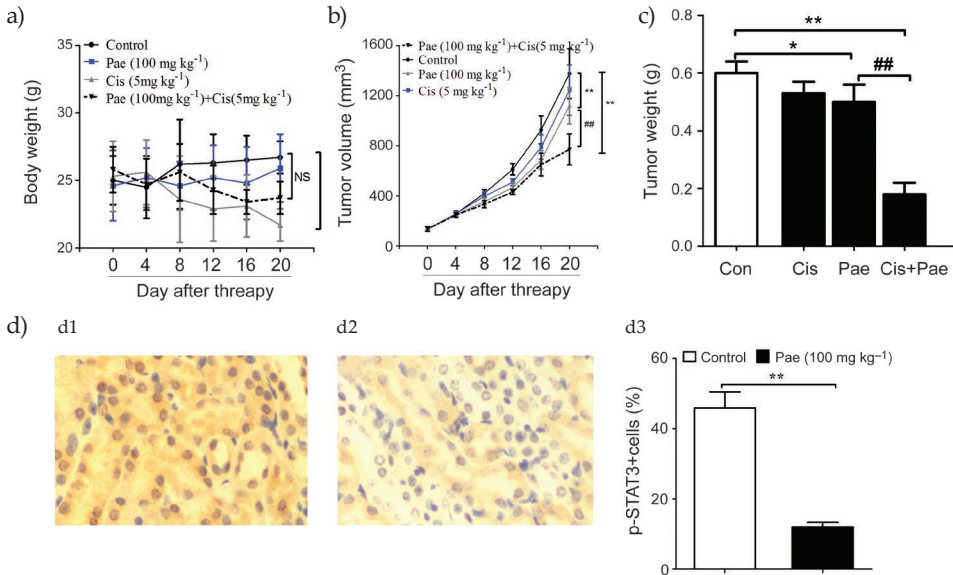 a)
35
30
25
20
Body weight (g)
Control
Pae (100 mg kg⁻¹)
Cis (5mg kg⁻¹)
Pae (100mg kg⁻¹)+Cis(5mg kg⁻¹)
NS
0 4 8 12 16 20
Day after threapy
b)
1600
1200
800
400
0
Tumor volume (mm³)
Pae (100 mg kg⁻¹)+Cis(5 mg kg⁻¹)
Control
Pae (100 mg kg⁻¹)
Cis (5 mg kg⁻¹)
**
##
**
0 4 8 12 16 20
Day after threapy
c)
0.9
0.6
0.3
0.0
Tumor weight (g)
**
*
##
Con Cis Pae Cis+Pae
d)
d1
d2
d3
Control Pae (100 mg kg⁻¹)
60
40
20
0
p-STAT3+cells (%)
**